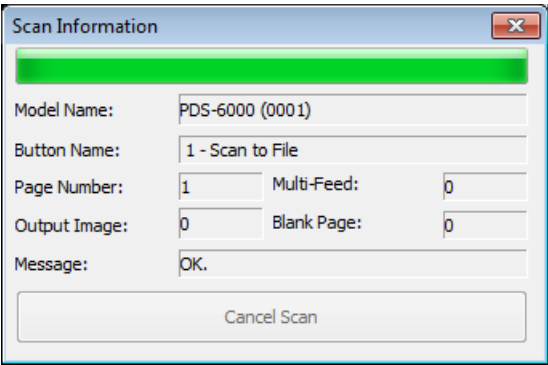 Scan Information
Model Name: PDS-6000 (0001)
Button Name: 1 - Scan to File
Page Number: 1 Multi-Feed: 0
Output Image: 0 Blank Page: 0
Message: OK.
Cancel Scan